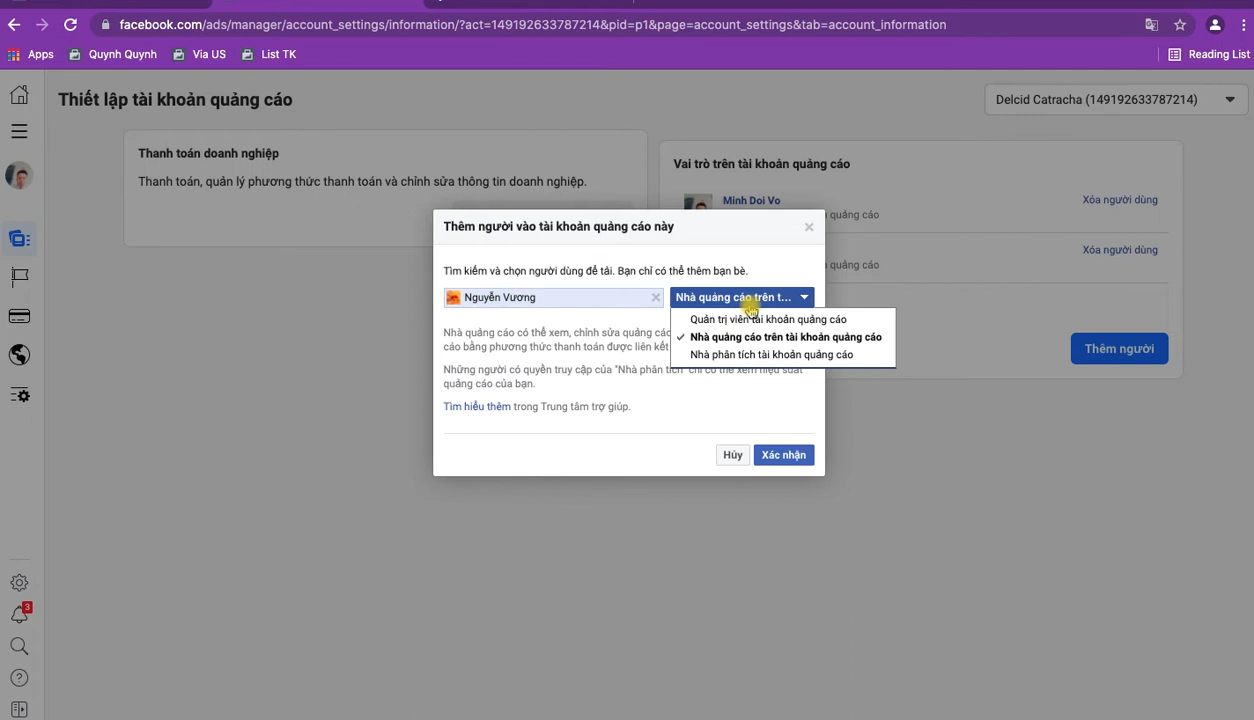 facebook.com/ads/manager/account_settings/information/?act=149192633787214&pid=p1&page=account_settings&tab=account_information
Apps Quynh Quynh Via US List TK Reading List
Thiết lập tài khoản quảng cáo
Delcid Catracha (149192633787214)
Thanh toán doanh nghiệp
Thanh toán, quản lý phương thức thanh toán và chỉnh sửa thông tin doanh nghiệp.
Vai trò trên tài khoản quảng cáo
Minh Doi Vo
Xóa người dùng
quảng cáo
Xóa người dùng
quảng cáo
Thêm người
Thêm người vào tài khoản quảng cáo này
Tìm kiếm và chọn người dùng để tải. Bạn chỉ có thể thêm bạn bè.
Nguyễn Vương
Nhà quảng cáo trên t...
Quản trị viên tài khoản quảng cáo
Nhà quảng cáo trên tài khoản quảng cáo
Nhà phân tích tài khoản quảng cáo
Nhà quảng cáo có thể xem, chỉnh sửa quảng cáo
cáo bằng phương thức thanh toán được liên kết
Những người có quyền truy cập của "Nhà phân tích" chỉ có thể xem hiệu suất
quảng cáo của bạn.
Tìm hiểu thêm trong Trung tâm trợ giúp.
Hủy
Xác nhận
3